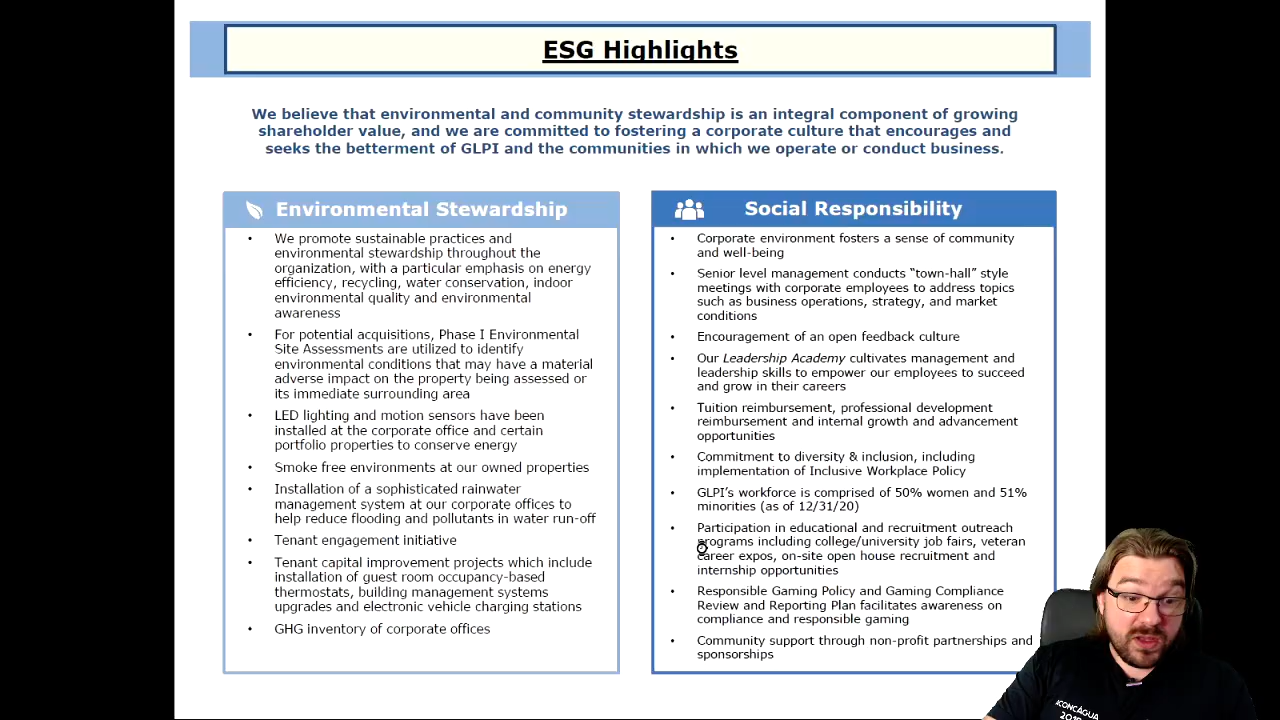 ESG Highlights
We believe that environmental and community stewardship is an integral component of growing
shareholder value, and we are committed to fostering a corporate culture that encourages and
seeks the betterment of GLPI and the communities in which we operate or conduct business.
Environmental Stewardship
• We promote sustainable practices and
environmental stewardship throughout the
organization, with a particular emphasis on energy
efficiency, recycling, water conservation, indoor
environmental quality and environmental
awareness
• For potential acquisitions, Phase I Environmental
Site Assessments are utilized to identify
environmental conditions that may have a material
adverse impact on the property being assessed or
its immediate surrounding area
• LED lighting and motion sensors have been
installed at the corporate office and certain
portfolio properties to conserve energy
• Smoke free environments at our owned properties
• Installation of a sophisticated rainwater
management system at our corporate offices to
help reduce flooding and pollutants in water run-off
• Tenant engagement initiative
• Tenant capital improvement projects which include
installation of guest room occupancy-based
thermostats, building management systems
upgrades and electronic vehicle charging stations
• GHG inventory of corporate offices
Social Responsibility
• Corporate environment fosters a sense of community
and well-being
• Senior level management conducts “town-hall” style
meetings with corporate employees to address topics
such as business operations, strategy, and market
conditions
• Encouragement of an open feedback culture
• Our Leadership Academy cultivates management and
leadership skills to empower our employees to succeed
and grow in their careers
• Tuition reimbursement, professional development
reimbursement and internal growth and advancement
opportunities
• Commitment to diversity & inclusion, including
implementation of Inclusive Workplace Policy
• GLPI’s workforce is comprised of 50% women and 51%
minorities (as of 12/31/20)
• Participation in educational and recruitment outreach
programs including college/university job fairs, veteran
career expos, on-site open house recruitment and
internship opportunities
• Responsible Gaming Policy and Gaming Compliance
Review and Reporting Plan facilitates awareness on
compliance and responsible gaming
• Community support through non-profit partnerships and
sponsorships
ACONCAGUA